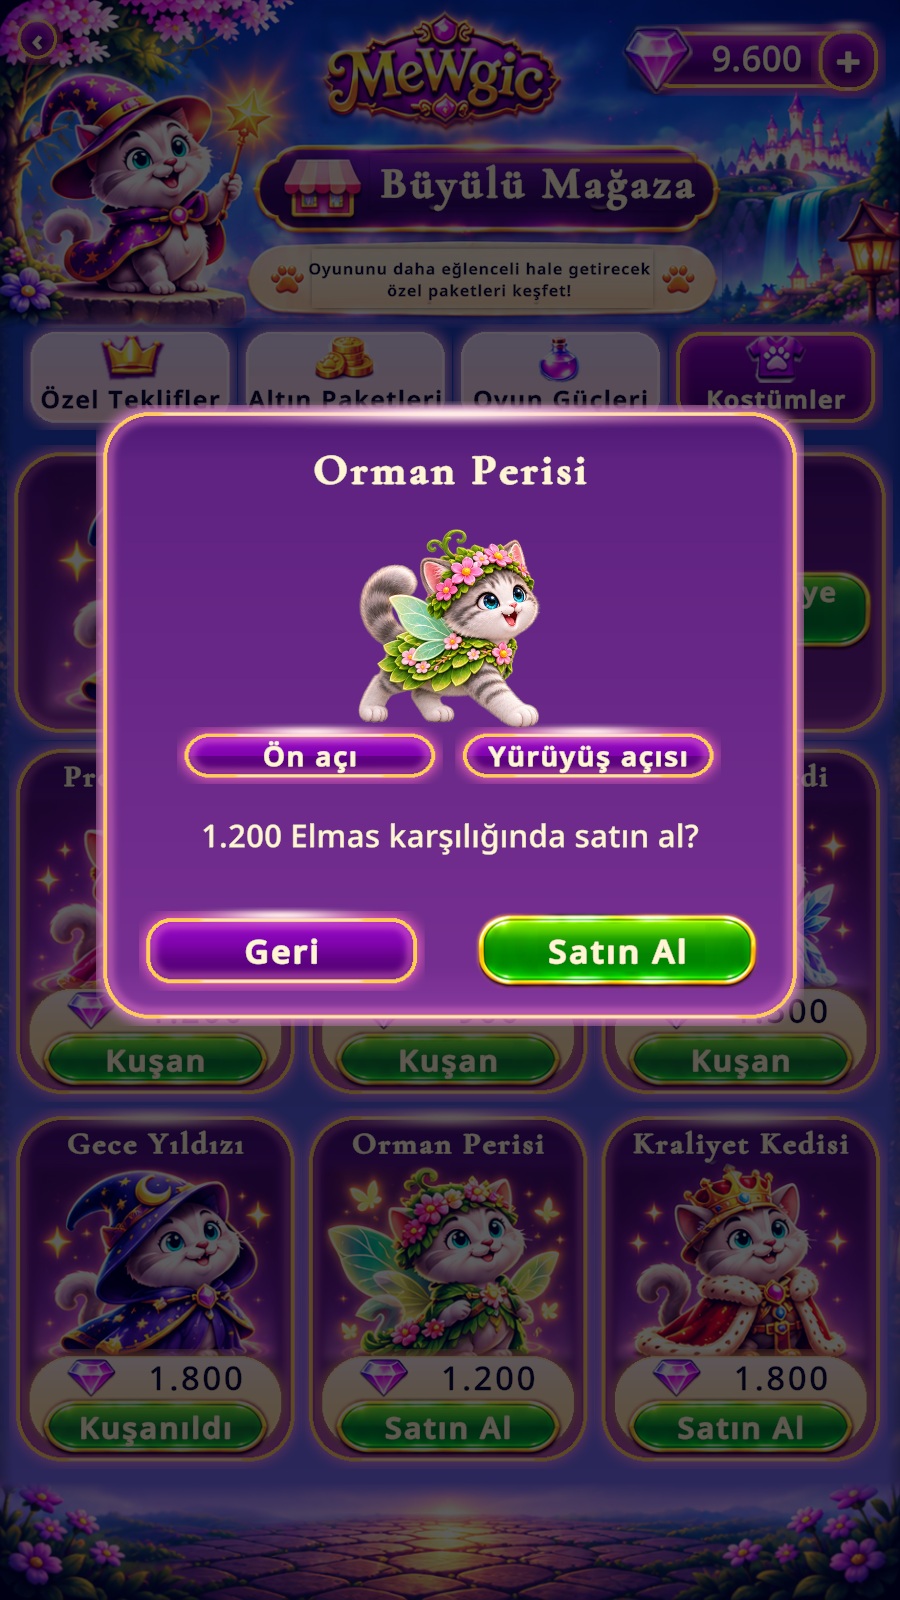 MeWgic
9.600
+
Büyülü Mağaza
Oyununu daha eğlenceli hale getirecek
özel paketleri keşfet!
Özel Teklifler
Altın Paketleri
Oyun Güçleri
Kostümler
Orman Perisi
Ön açı
Yürüyüş açısı
1.200 Elmas karşılığında satın al?
Geri
Satın Al
Kuşan
Kuşan
Kuşan
Gece Yıldızı
Orman Perisi
Kraliyet Kedisi
1.800
1.200
1.800
Kuşanıldı
Satın Al
Satın Al